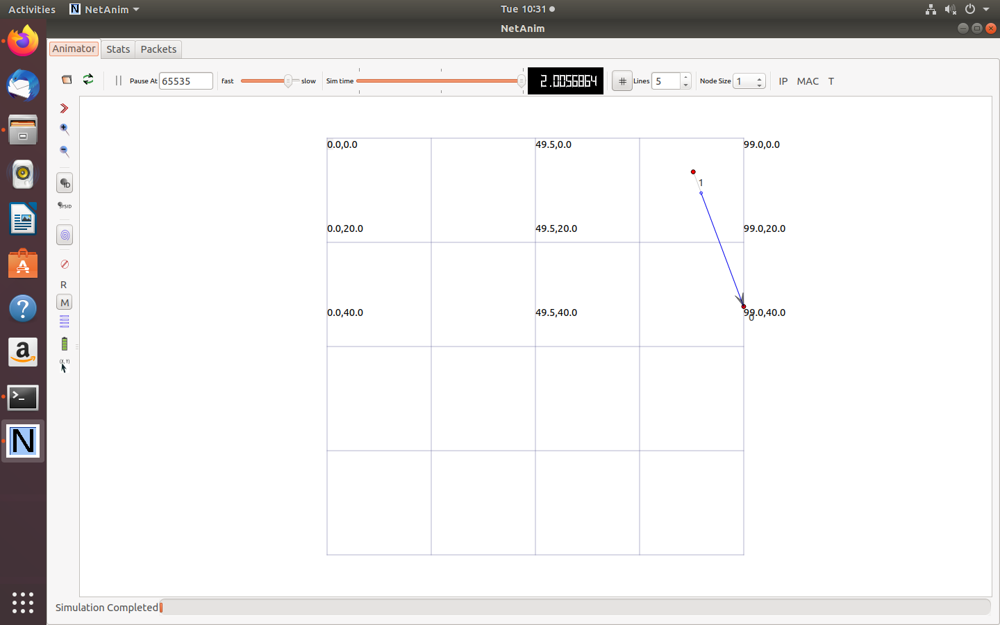 Activities NetAnim Tue 10:31
NetAnim
Animator Stats Packets
Pause At 65535 fast slow Sim time 2.0056864 # Lines 5 Node Size 1 IP MAC T
ID
SYSID
R
M
(X, Y)
0.0,0.0 49.5,0.0 99.0,0.0
1
0.0,20.0 49.5,20.0 99.0,20.0
0.0,40.0 49.5,40.0 99.0,40.0
0
N
Simulation Completed